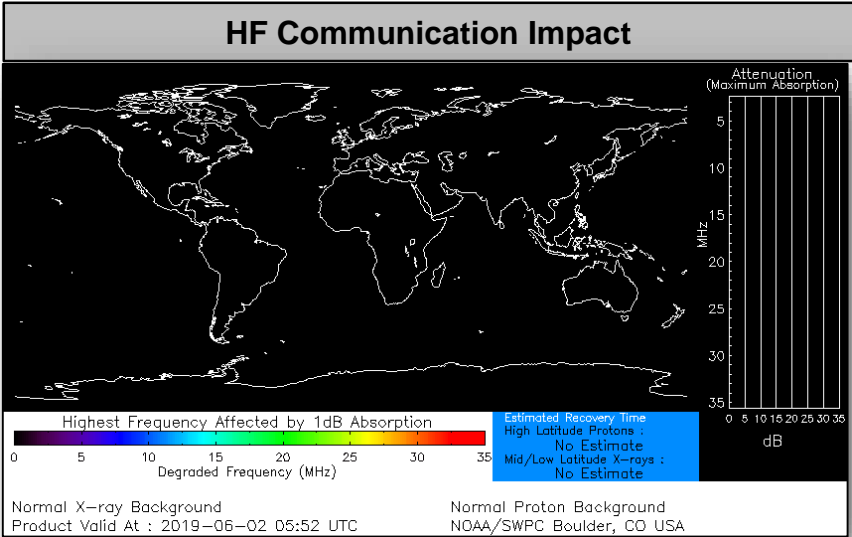 HF Communication Impact
Attenuation
(Maximum Absorption)
5
10
15
20
25
30
35
MHz
0 5 10 15 20 25 30 35
dB
Highest Frequency Affected by 1dB Absorption
0 5 10 15 20 25 30 35
Degraded Frequency (MHz)
Estimated Recovery Time
High Latitude Protons :
No Estimate
Mid/Low Latitude X-rays :
No Estimate
Normal X-ray Background
Product Valid At : 2019-06-02 05:52 UTC
Normal Proton Background
NOAA/SWPC Boulder, CO USA